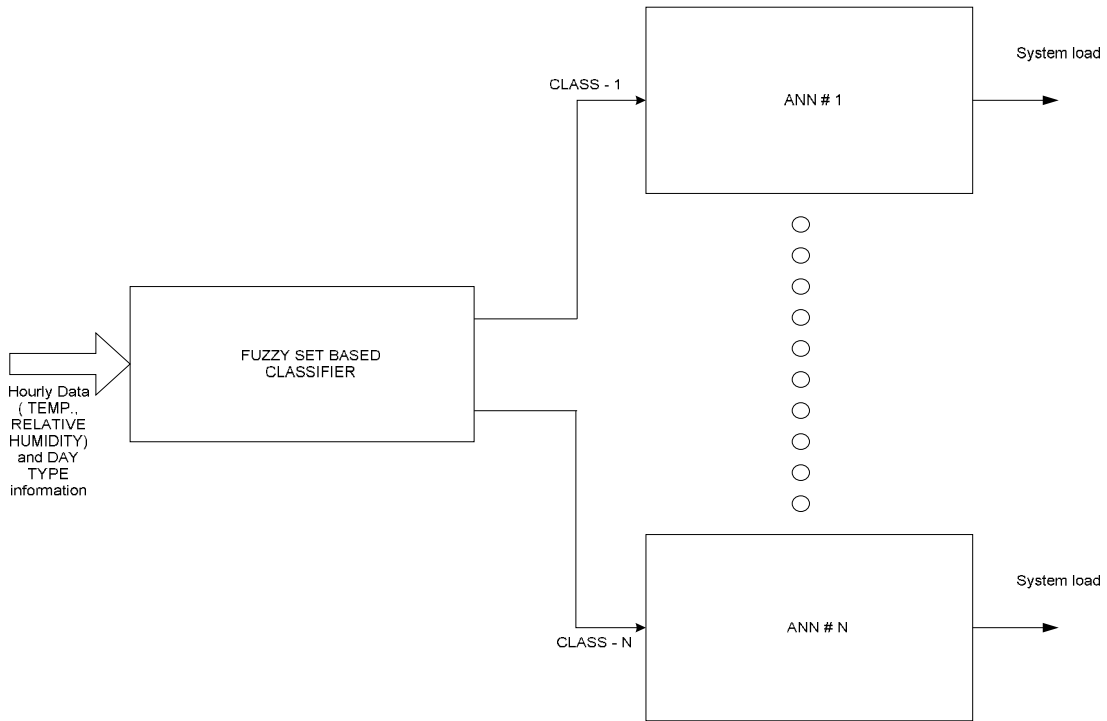 System load
CLASS - 1
ANN # 1
FUZZY SET BASED
CLASSIFIER
Hourly Data
( TEMP.,
RELATIVE
HUMIDITY)
and DAY
TYPE
information
System load
ANN # N
CLASS - N